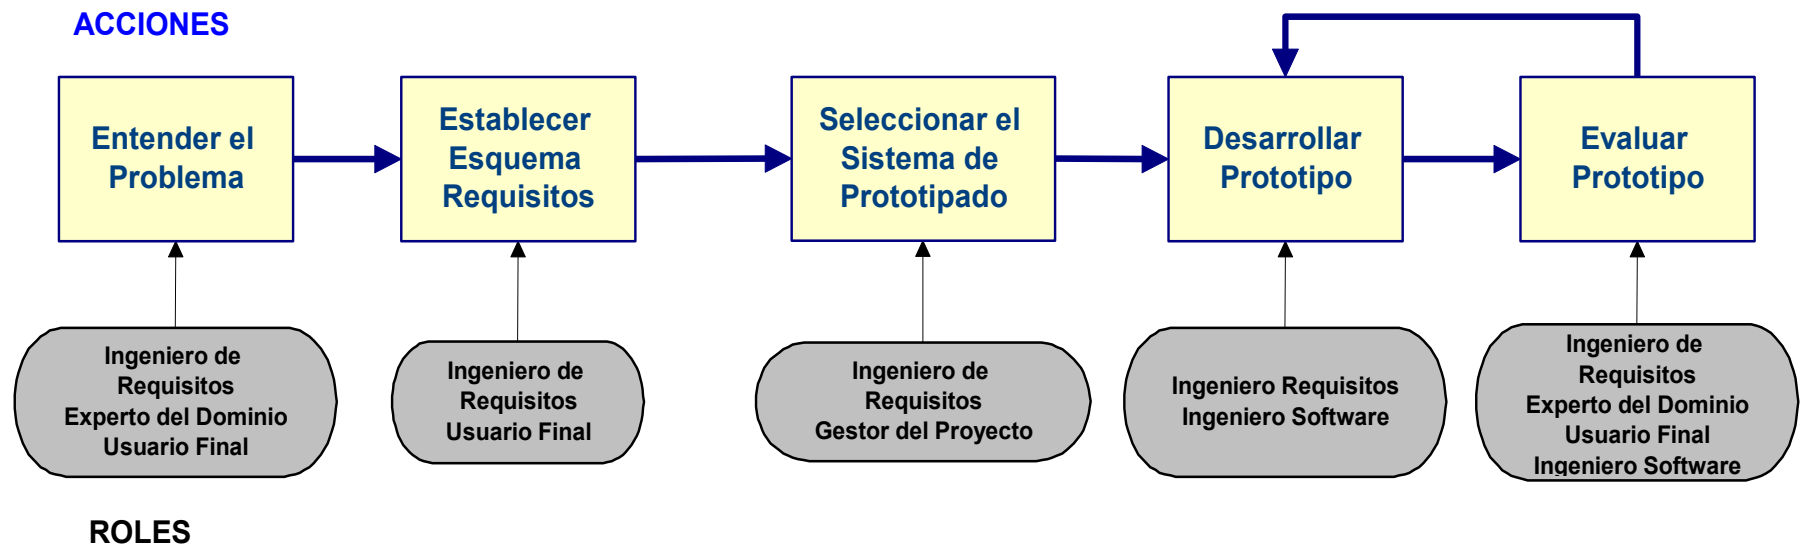 ACCIONES
Entender el
Problema
Establecer
Esquema
Requisitos
Seleccionar el
Sistema de
Prototipado
Desarrollar
Prototipo
Evaluar
Prototipo
Ingeniero de
Requisitos
Experto del Dominio
Usuario Final
Ingeniero de
Requisitos
Usuario Final
Ingeniero de
Requisitos
Gestor del Proyecto
Ingeniero Requisitos
Ingeniero Software
Ingeniero de
Requisitos
Experto del Dominio
Usuario Final
Ingeniero Software
ROLES